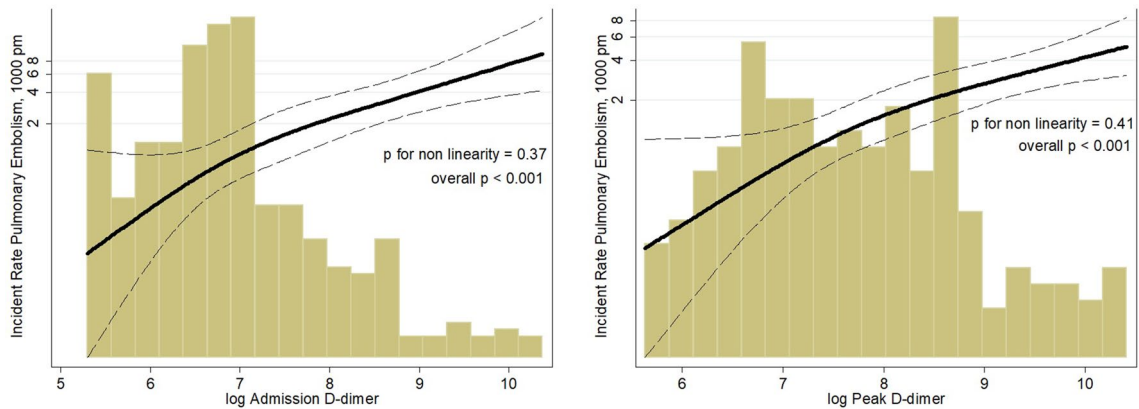 Incident Rate Pulmonary Embolism, 1000 pm
8
6
4
2
p for non linearity = 0.37
overall p < 0.001
5 6 7 8 9 10
log Admission D-dimer
Incident Rate Pulmonary Embolism, 1000 pm
8
6
4
2
p for non linearity = 0.41
overall p < 0.001
6 7 8 9 10
log Peak D-dimer